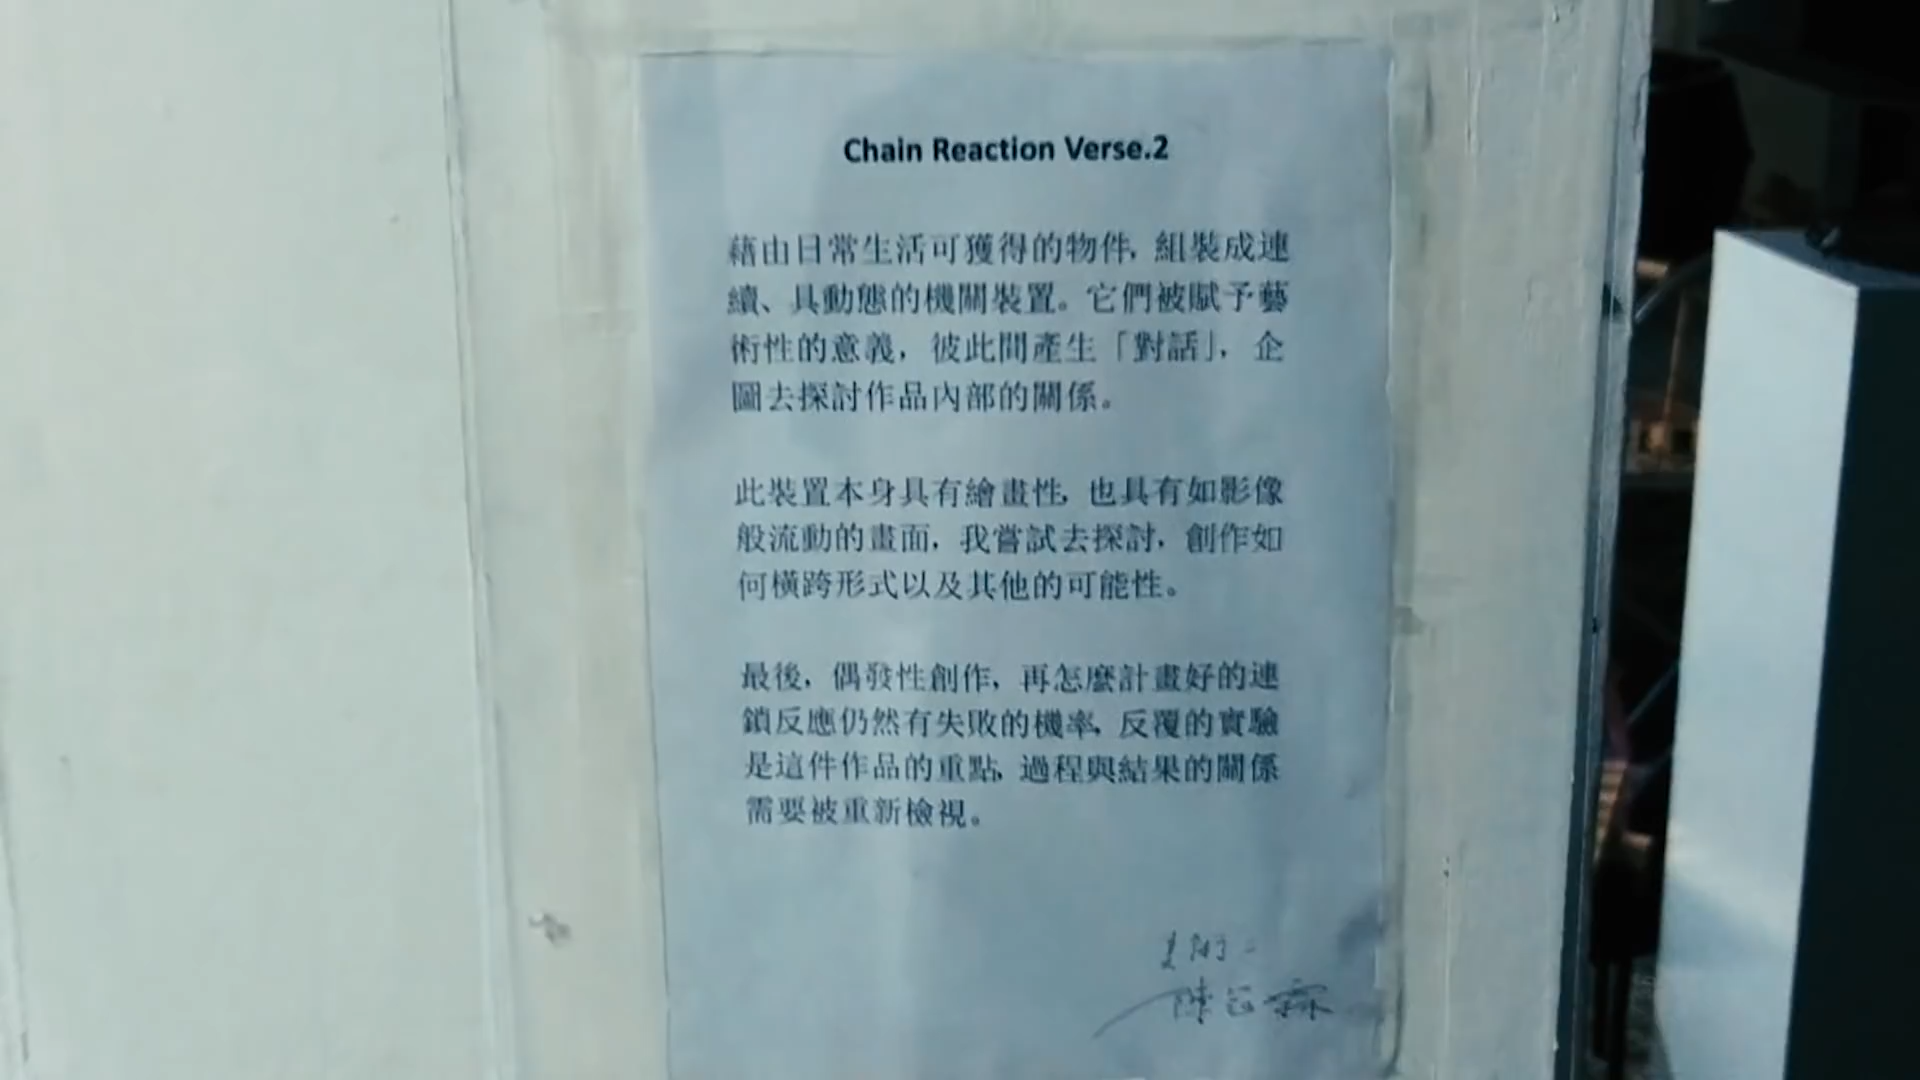 Chain Reaction Verse.2
藉由日常生活可獲得的物件, 組裝成連
續、具動態的機關裝置。它們被賦予藝
術性的意義, 彼此間產生「對話」, 企
圖去探討作品內部的關係。
此裝置本身具有繪畫性, 也具有如影像
般流動的畫面, 我嘗試去探討, 創作如
何橫跨形式以及其他的可能性。
最後, 偶發性創作, 再怎麼計畫好的連
鎖反應仍然有失敗的機率, 反覆的實驗
是這件作品的重點, 過程與結果的關係
需要被重新檢視。